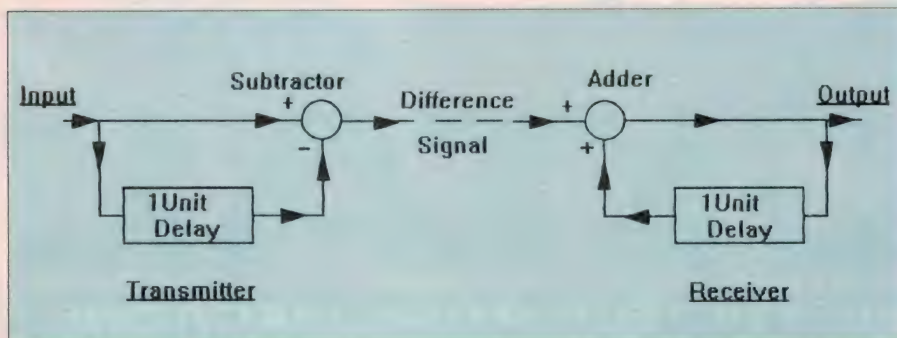 Input
Subtractor
+
−
Difference
Signal
1Unit
Delay
Transmitter
Adder
+
+
Output
1Unit
Delay
Receiver